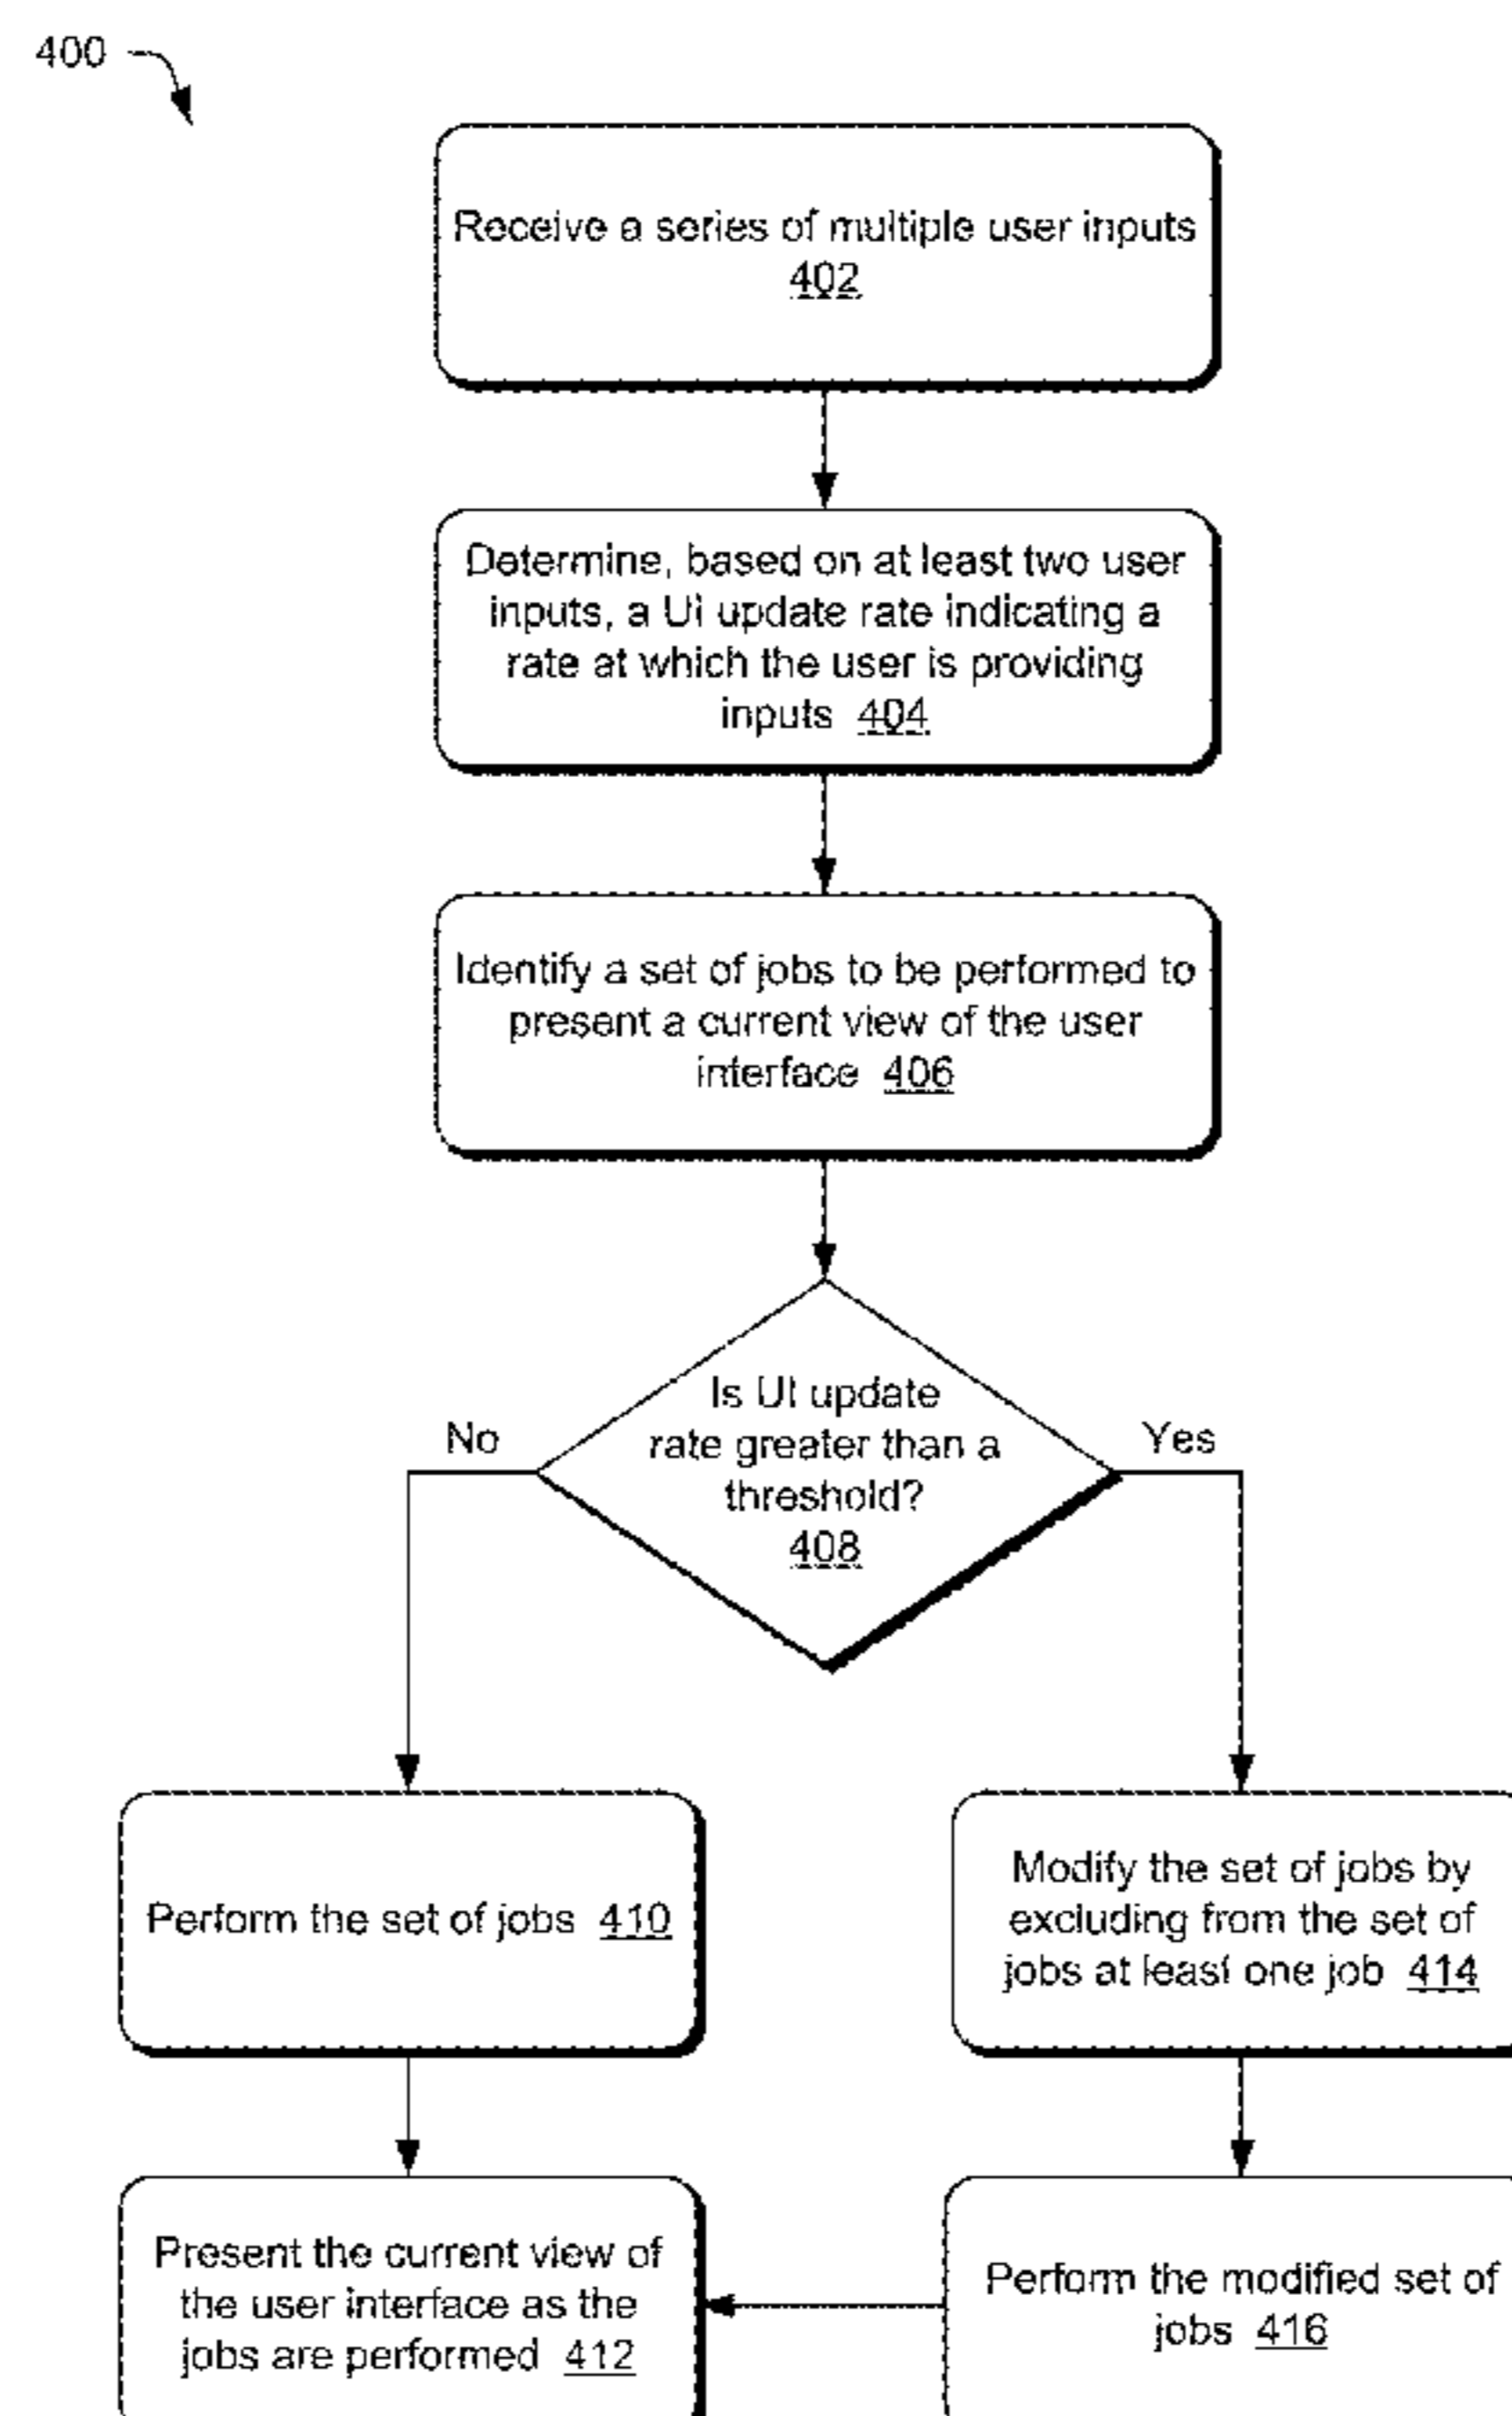 400
Receive a series of multiple user inputs
402
Determine, based on at least two user
inputs, a UI update rate indicating a
rate at which the user is providing
inputs 404
Identify a set of jobs to be performed to
present a current view of the user
interface 406
Is UI update
rate greater than a
threshold?
408
No
Yes
Perform the set of jobs 410
Modify the set of jobs by
excluding from the set of
jobs at least one job 414
Present the current view of
the user interface as the
jobs are performed 412
Perform the modified set of
jobs 416